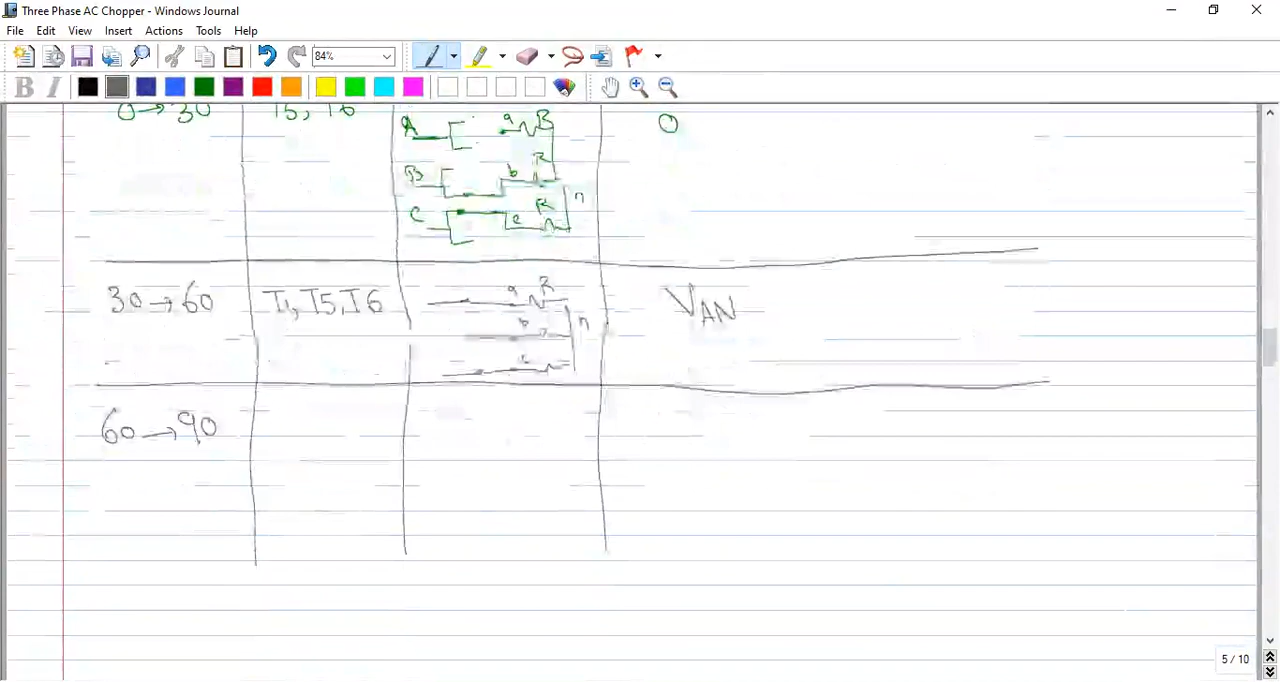 Three Phase AC Chopper - Windows Journal
File Edit View Insert Actions Tools Help
84%
B I
0 → 30 T5, T6 O
A a R
B b R
C c R n
30 → 60 T1, T5, T6 VAN
a R
b n
c
60 → 90
5 / 10